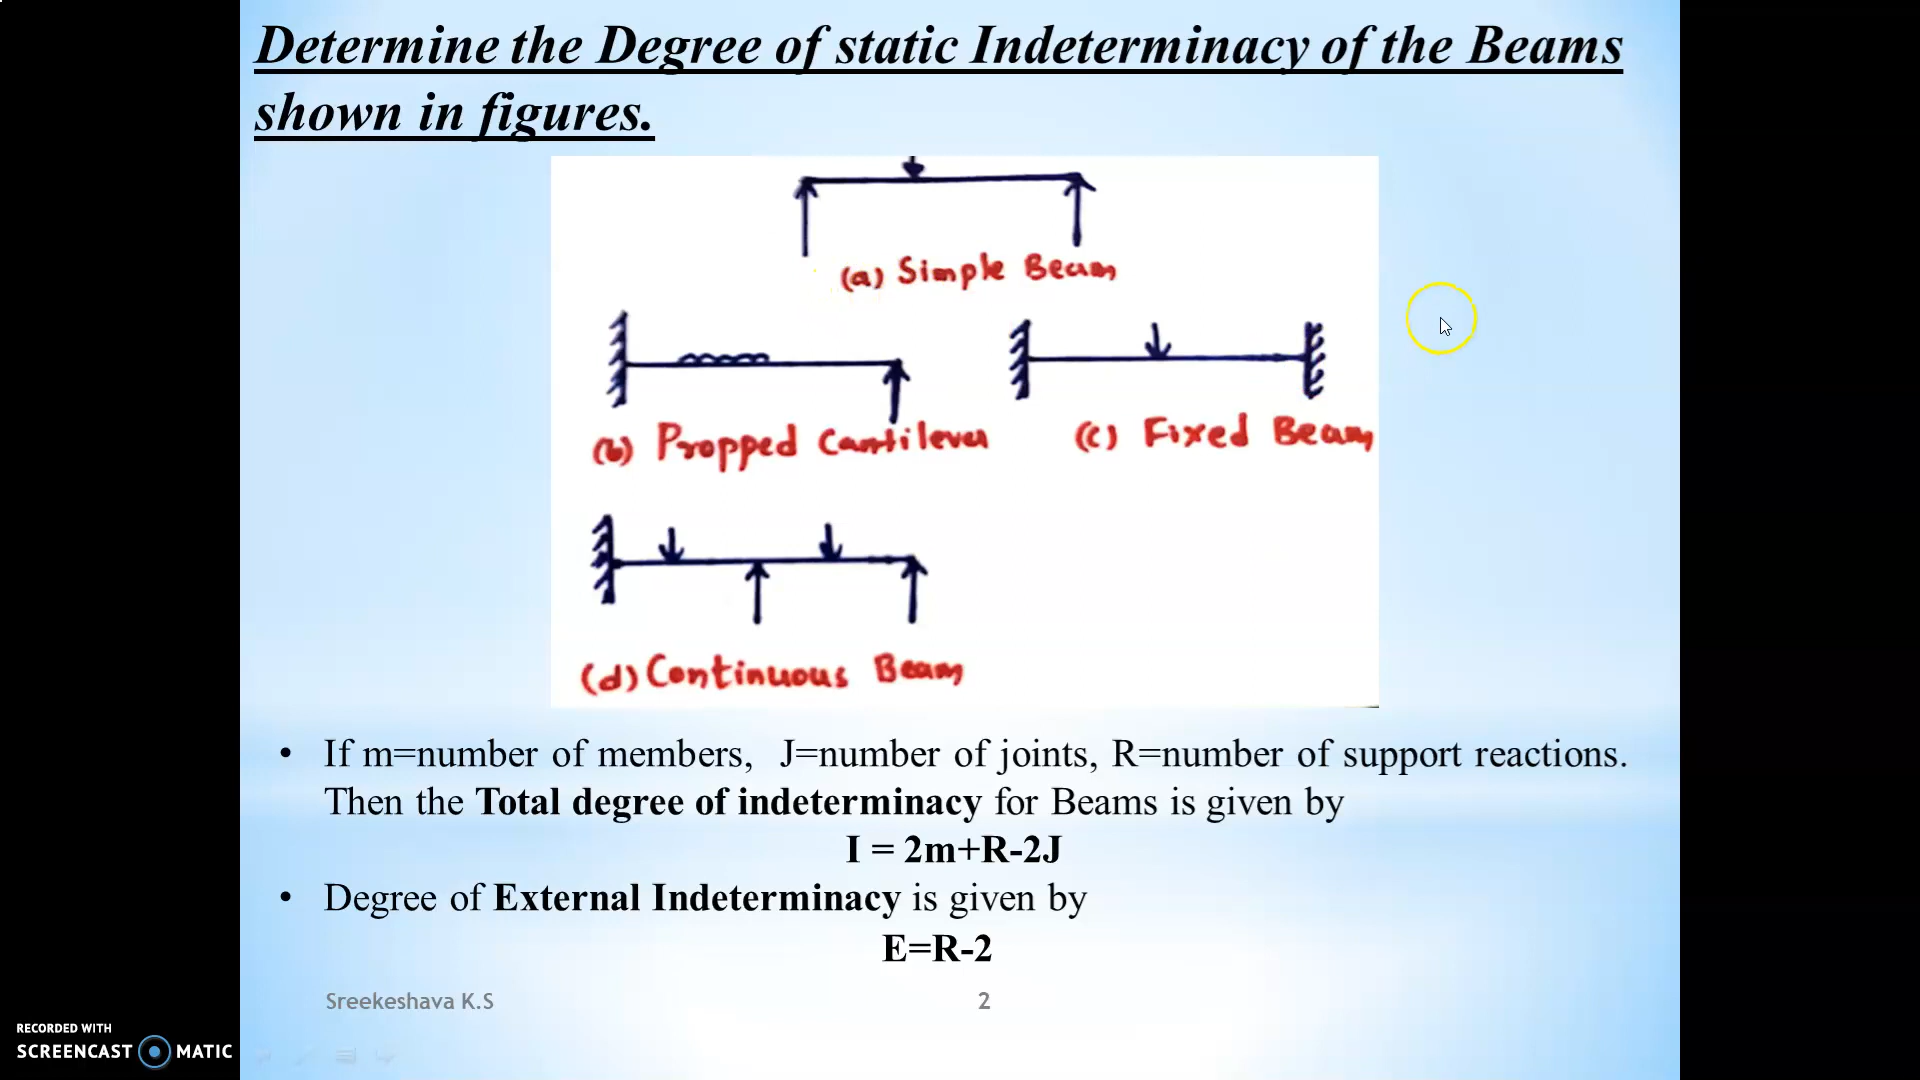 Determine the Degree of static Indeterminacy of the Beams
shown in figures.
(a) Simple Beam
(b) Propped Cantilever
(c) Fixed Beam
(d) Continuous Beam
• If m=number of members, J=number of joints, R=number of support reactions.
Then the Total degree of indeterminacy for Beams is given by
I = 2m+R-2J
• Degree of External Indeterminacy is given by
E=R-2
Sreekeshava K.S
2
RECORDED WITH
SCREENCAST MATIC